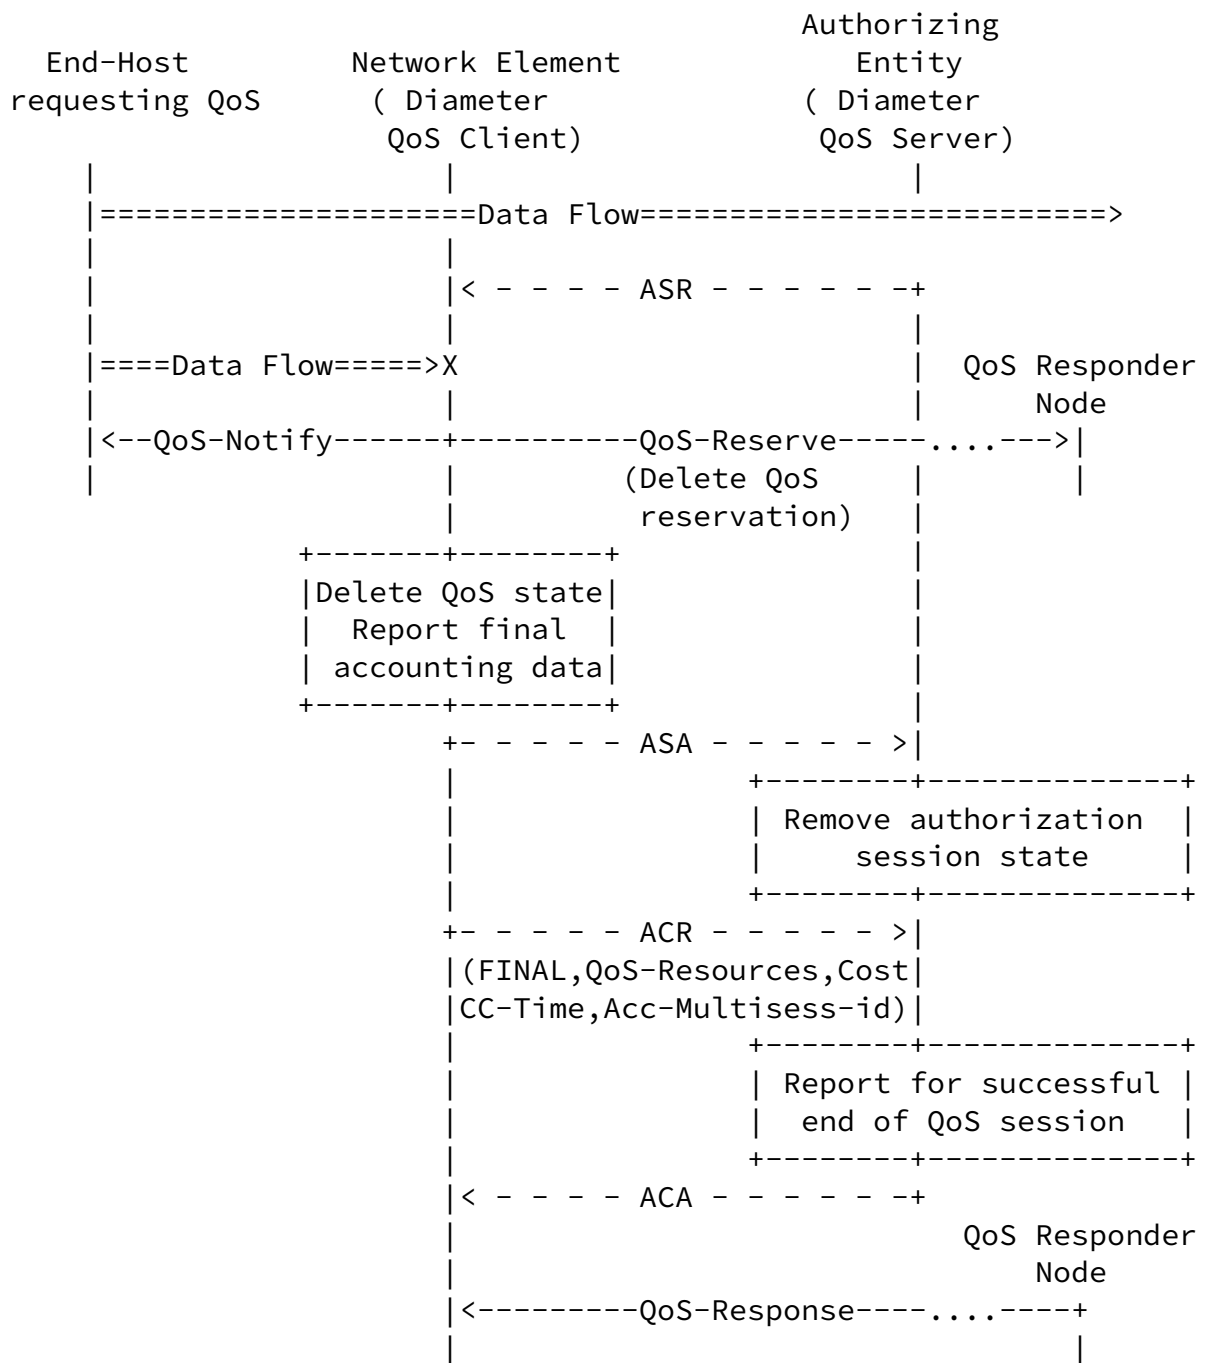 Authorizing
End-Host Network Element Entity
requesting QoS ( Diameter ( Diameter
QoS Client) QoS Server)
Data Flow
ASR
Data Flow X QoS Responder
Node
QoS-Notify QoS-Reserve ....
(Delete QoS
reservation)
Delete QoS state
Report final
accounting data
ASA
Remove authorization
session state
ACR
(FINAL,QoS-Resources,Cost
CC-Time,Acc-Multisess-id)
Report for successful
end of QoS session
ACA
QoS Responder
Node
QoS-Response ....